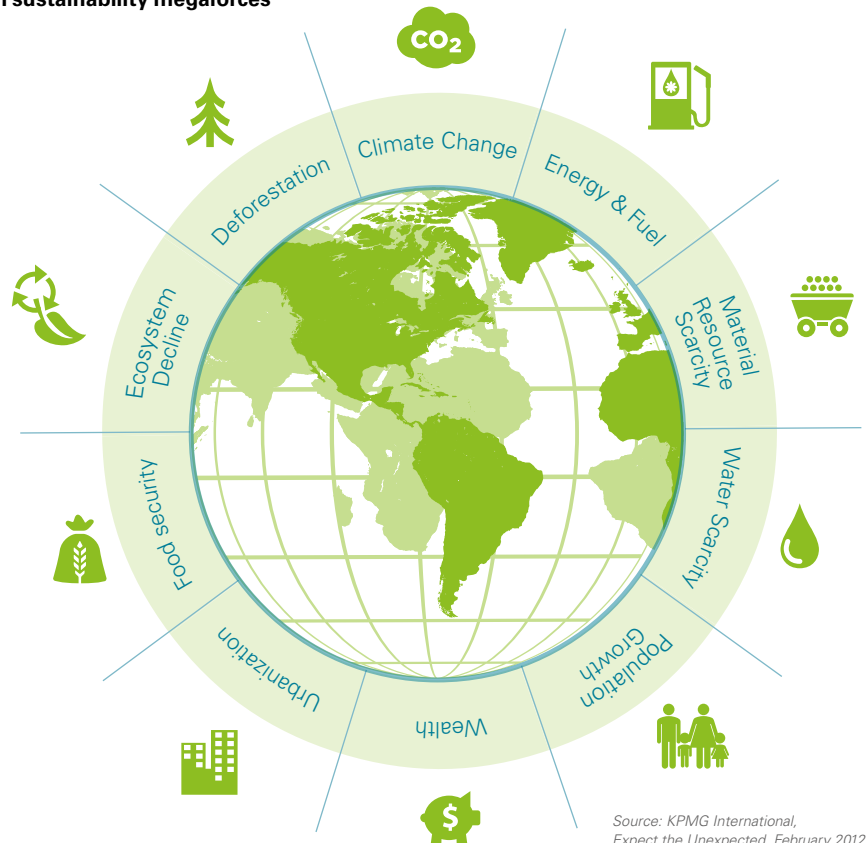 sustainability megaforces
CO2
Climate Change
Energy & Fuel
Material
Resource
Scarcity
Water Scarcity
Population
Growth
Wealth
$
Urbanization
Food security
Ecosystem
Decline
Deforestation
Source: KPMG International,
Expect the Unexpected, February 2012